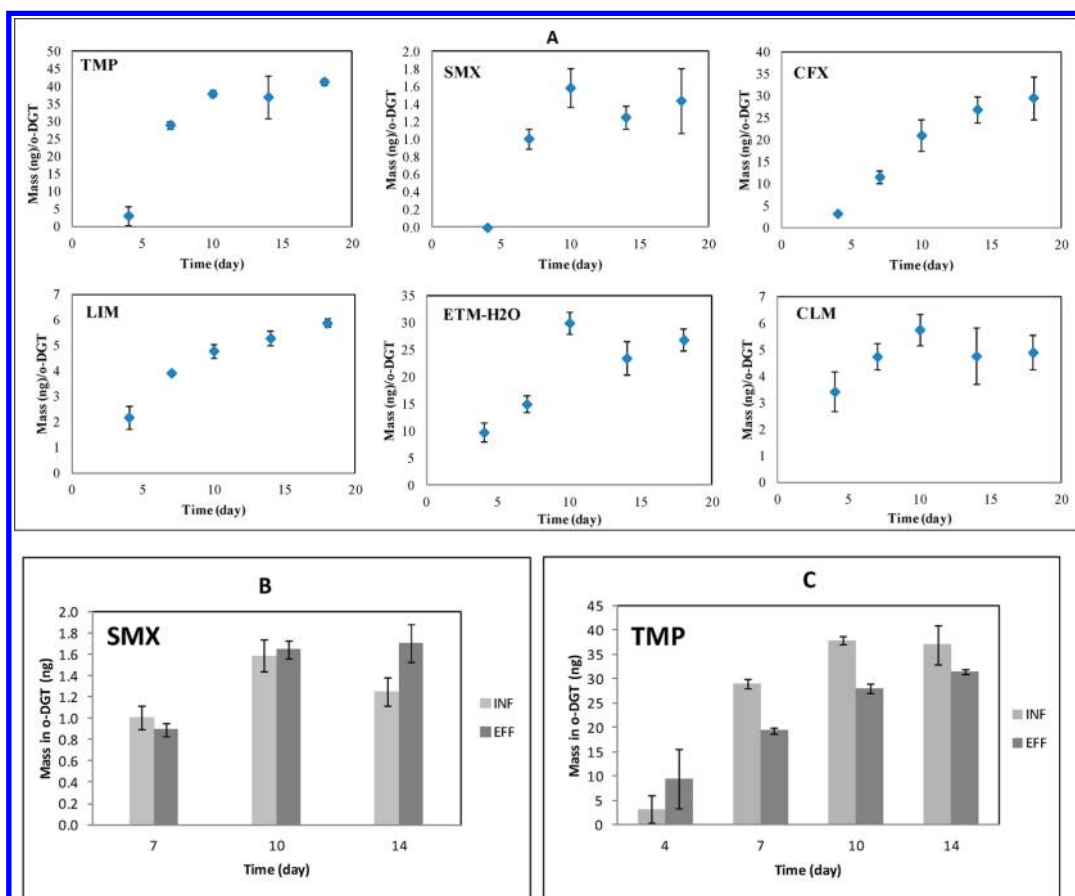 A
TMP
Mass (ng)/o-DGT
50
45
40
35
30
25
20
15
10
5
0
0 5 10 15 20
Time (day)
SMX
Mass (ng)/o-DGT
2.0
1.8
1.6
1.4
1.2
1.0
0.8
0.6
0.4
0.2
0.0
0 5 10 15 20
Time (day)
CFX
Mass (ng)/o-DGT
40
35
30
25
20
15
10
5
0
0 5 10 15 20
Time (day)
LIM
Mass (ng)/o-DGT
7
6
5
4
3
2
1
0
0 5 10 15 20
Time (day)
ETM-H2O
Mass (ng)/o-DGT
35
30
25
20
15
10
5
0
0 5 10 15 20
Time (day)
CLM
Mass (ng)/o-DGT
7
6
5
4
3
2
1
0
0 5 10 15 20
Time (day)
B
SMX
Mass in o-DGT (ng)
2.0
1.8
1.6
1.4
1.2
1.0
0.8
0.6
0.4
0.2
0.0
7 10 14
Time (day)
INF
EFF
C
TMP
Mass in o-DGT (ng)
45
40
35
30
25
20
15
10
5
0
4 7 10 14
Time (day)
INF
EFF